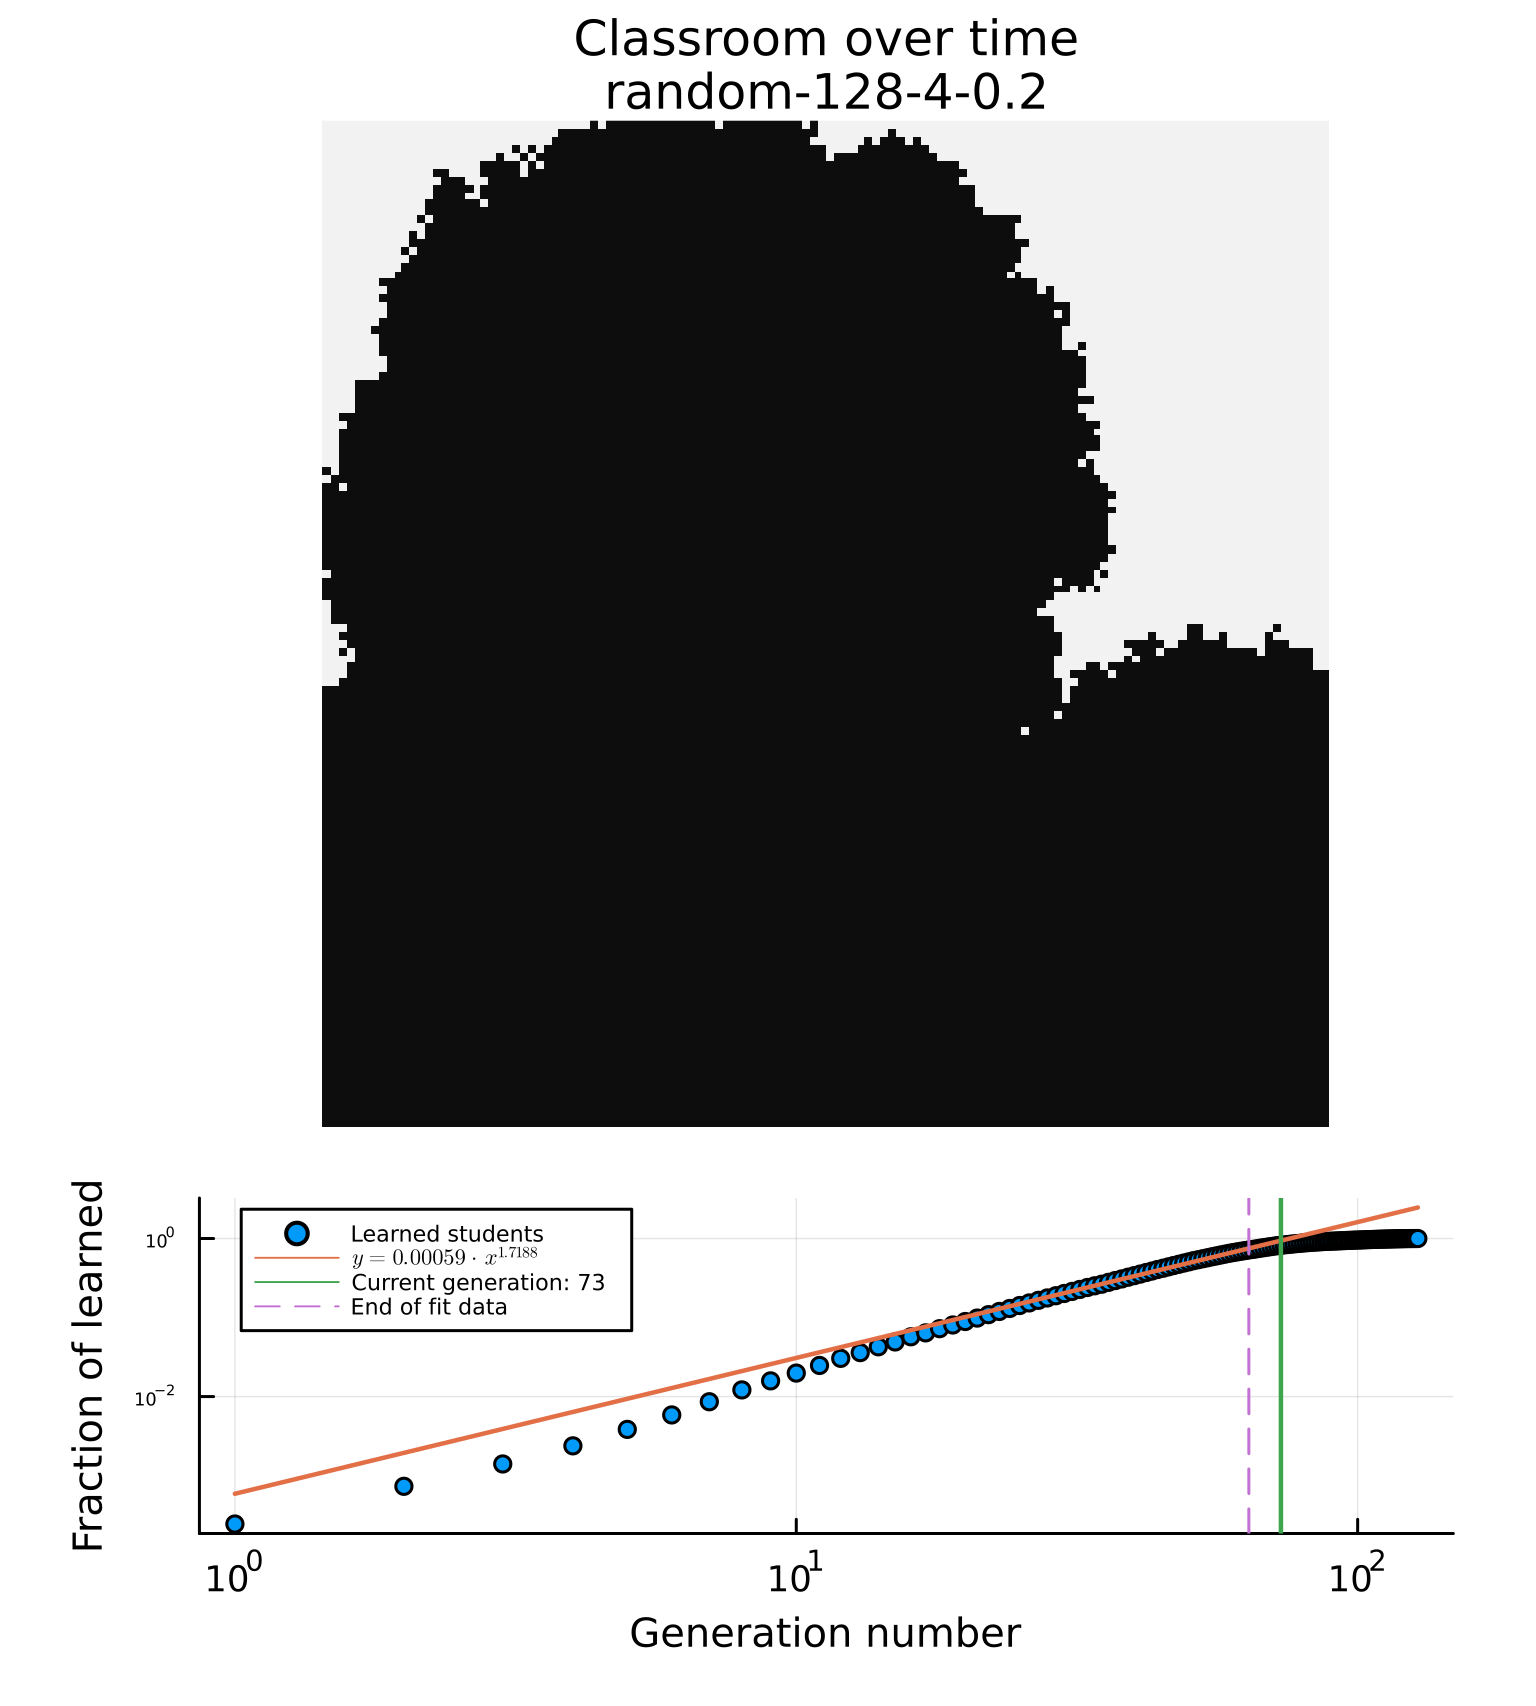 Classroom over time
random-128-4-0.2
Fraction of learned
10⁰
10⁻²
Learned students
y = 0.00059 · x^1.7188
Current generation: 73
End of fit data
10⁰ 10¹ 10²
Generation number